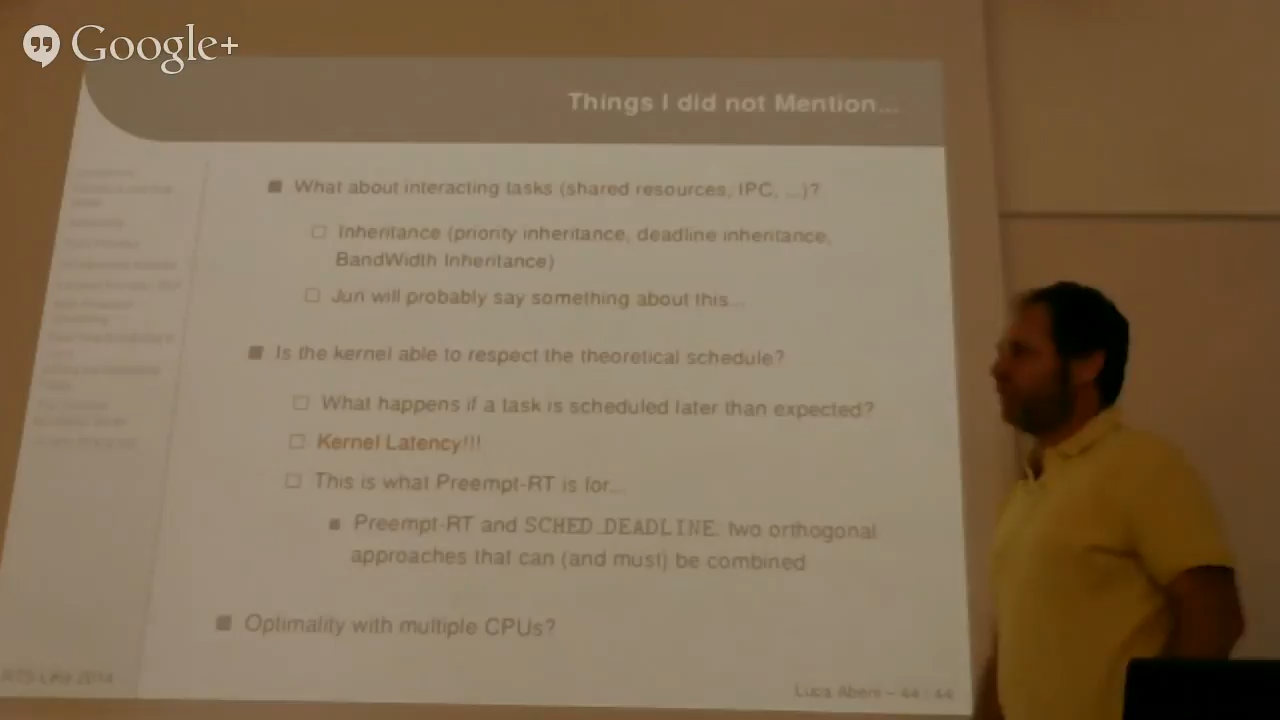 Google+
Things I did not Mention...
What about interacting tasks (shared resources, IPC, ...)?
Inheritance (priority inheritance, deadline inheritance,
BandWidth Inheritance)
Jun will probably say something about this...
Is the kernel able to respect the theoretical schedule?
What happens if a task is scheduled later than expected?
Kernel Latency!!!
This is what Preempt-RT is for...
Preempt-RT and SCHED_DEADLINE: two orthogonal
approaches that can (and must) be combined
Optimality with multiple CPUs?
2014
Luca Abeni – 44 / 44